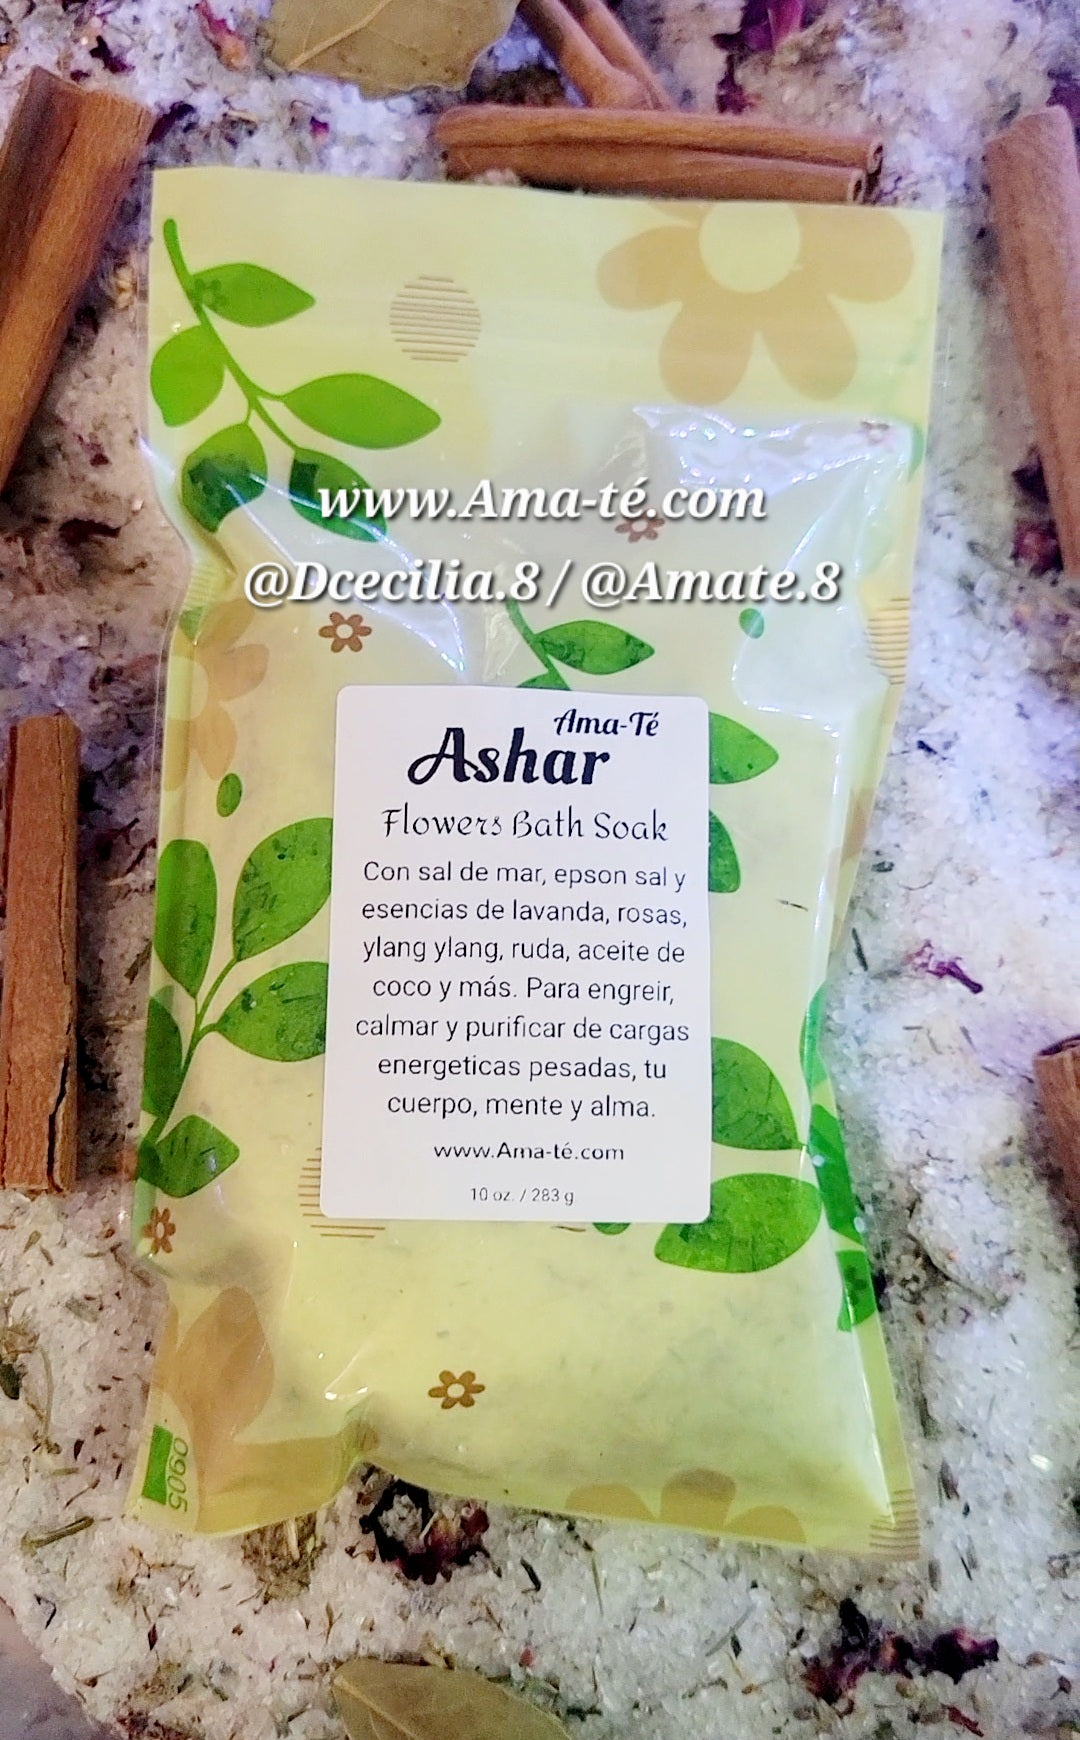 www.Ama-té.com
@Dcecilia.8 / @Amate.8
Ama-Té
Ashar
Flowers Bath Soak
Con sal de mar, epson sal y
esencias de lavanda, rosas,
ylang ylang, ruda, aceite de
coco y más. Para engreir,
calmar y purificar de cargas
energeticas pesadas, tu
cuerpo, mente y alma.
www.Ama-té.com
10 oz. / 283 g
0905